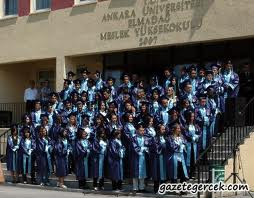 T.C.
ANKARA ÜNİVERSİTESİ
ELMADAĞ
MESLEK YÜKSEKOKULU
2007
gazetegercek.com